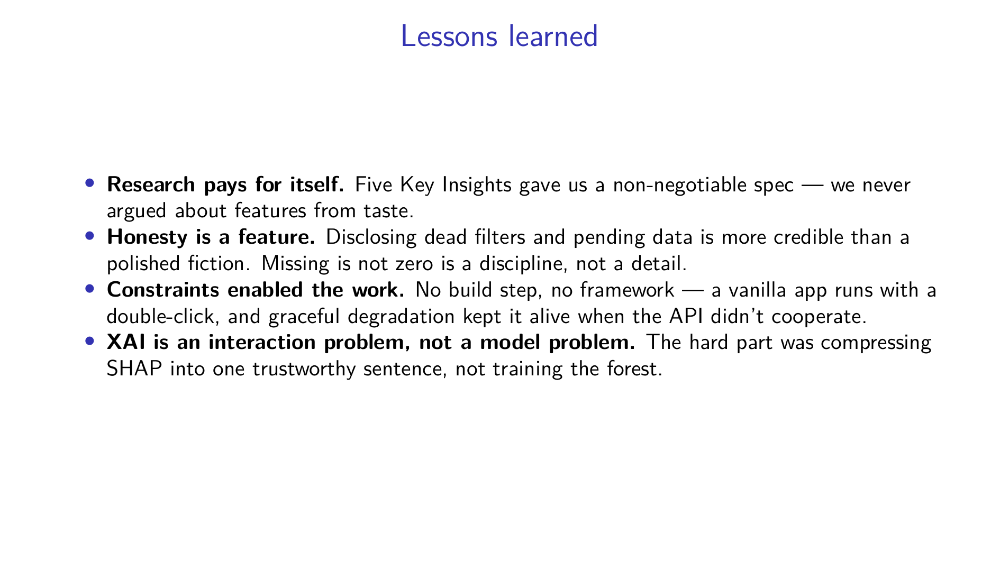 Lessons learned
• Research pays for itself. Five Key Insights gave us a non-negotiable spec — we never
argued about features from taste.
• Honesty is a feature. Disclosing dead filters and pending data is more credible than a
polished fiction. Missing is not zero is a discipline, not a detail.
• Constraints enabled the work. No build step, no framework — a vanilla app runs with a
double-click, and graceful degradation kept it alive when the API didn’t cooperate.
• XAI is an interaction problem, not a model problem. The hard part was compressing
SHAP into one trustworthy sentence, not training the forest.